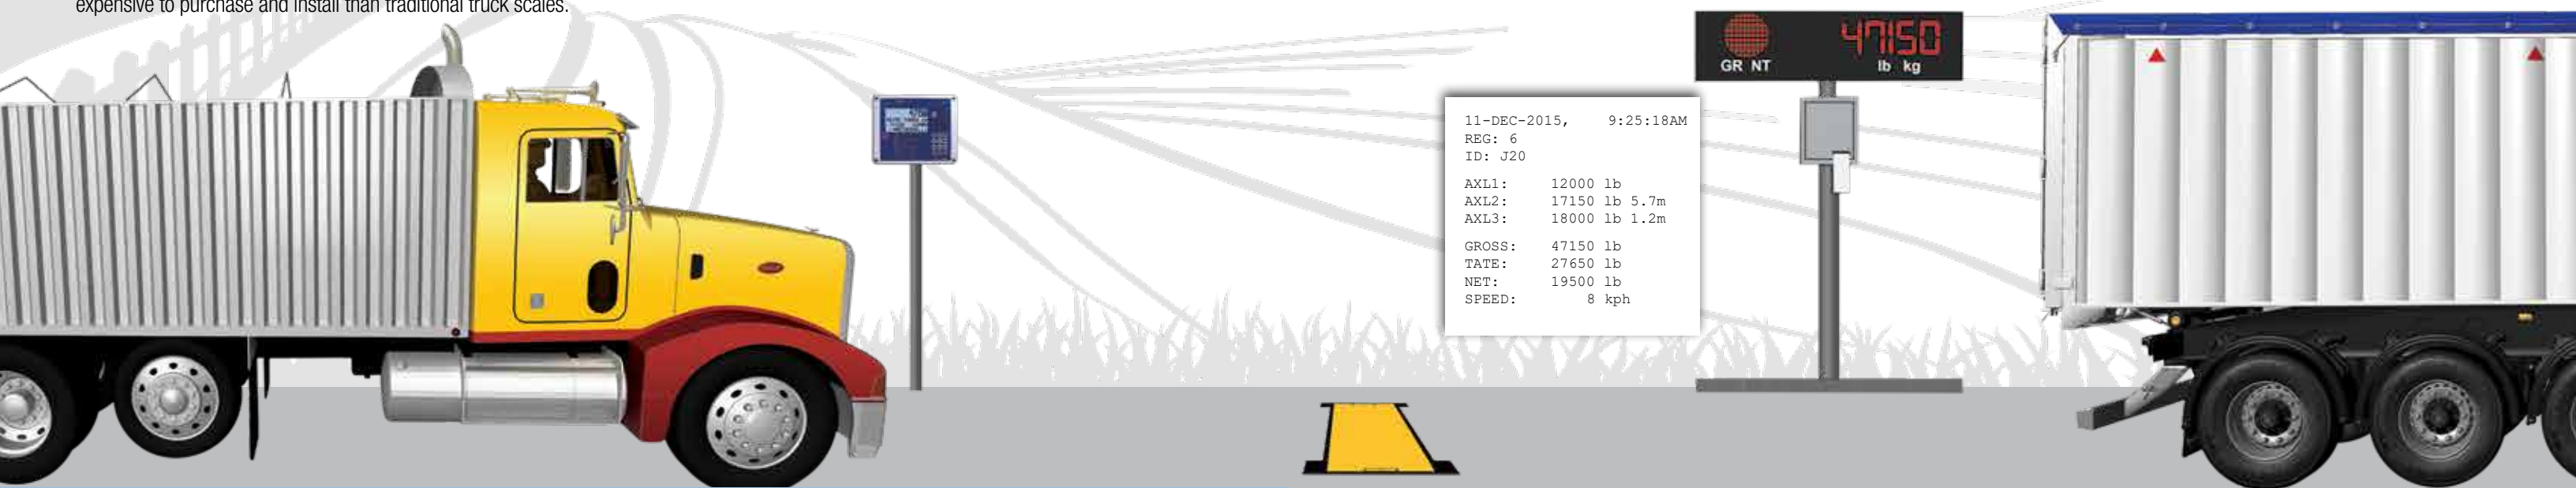 expensive to purchase and install than traditional truck scales.
47150
GR NT lb kg
11-DEC-2015, 9:25:18AM
REG: 6
ID: J20
AXL1: 12000 lb
AXL2: 17150 lb 5.7m
AXL3: 18000 lb 1.2m
GROSS: 47150 lb
TATE: 27650 lb
NET: 19500 lb
SPEED: 8 kph